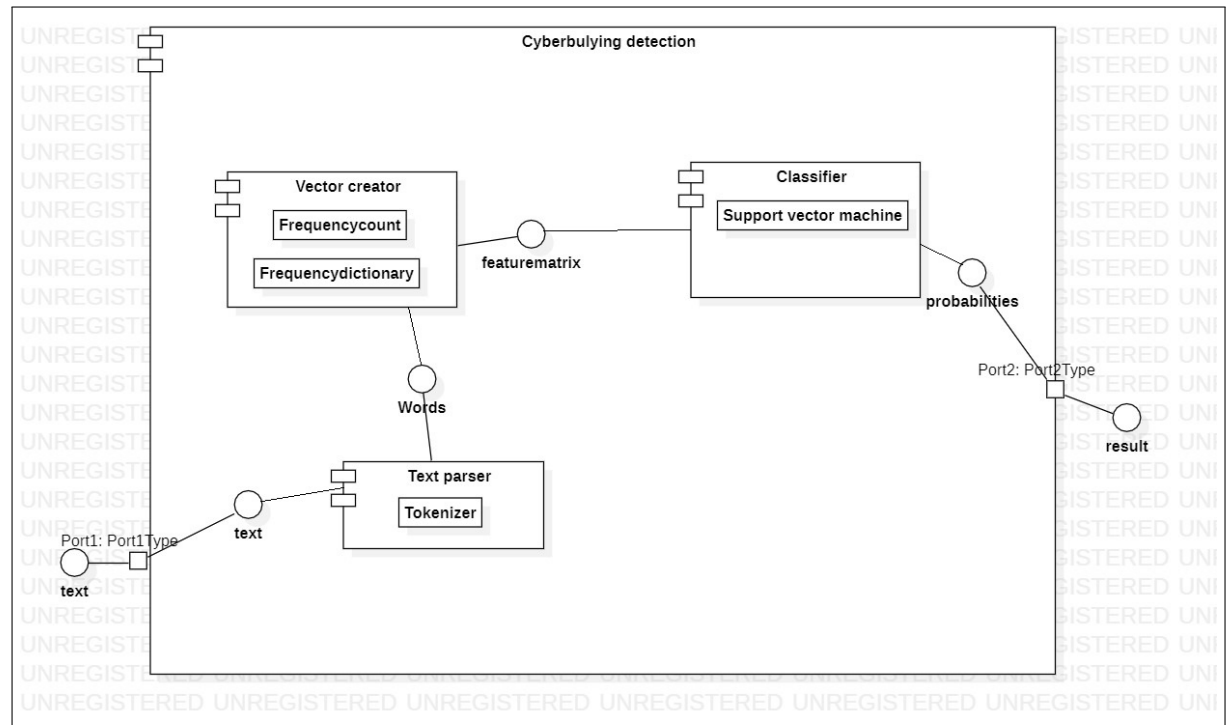 Cyberbulying detection
Vector creator
Frequencycount
Frequencydictionary
featurematrix
Classifier
Support vector machine
probabilities
Words
Port2: Port2Type
result
Text parser
Tokenizer
text
Port1: Port1Type
text
UNREGISTERED UNREGISTERED UNREGISTERED UNREGISTERED UNREGISTERED UNREGISTERED UNREGISTERED UNI